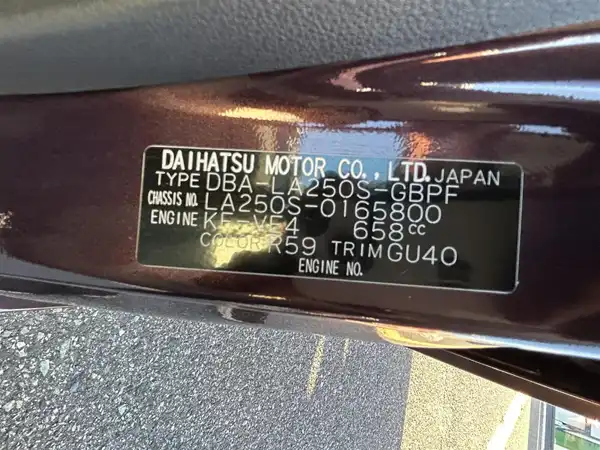 DAIHATSU MOTOR CO., LTD. JAPAN
TYPE DBA-LA250S-GBPF
CHASSIS NO. LA250S-0165800
ENGINE KF-VE4 658cc
COLOR R59 TRIM GU40
ENGINE NO.